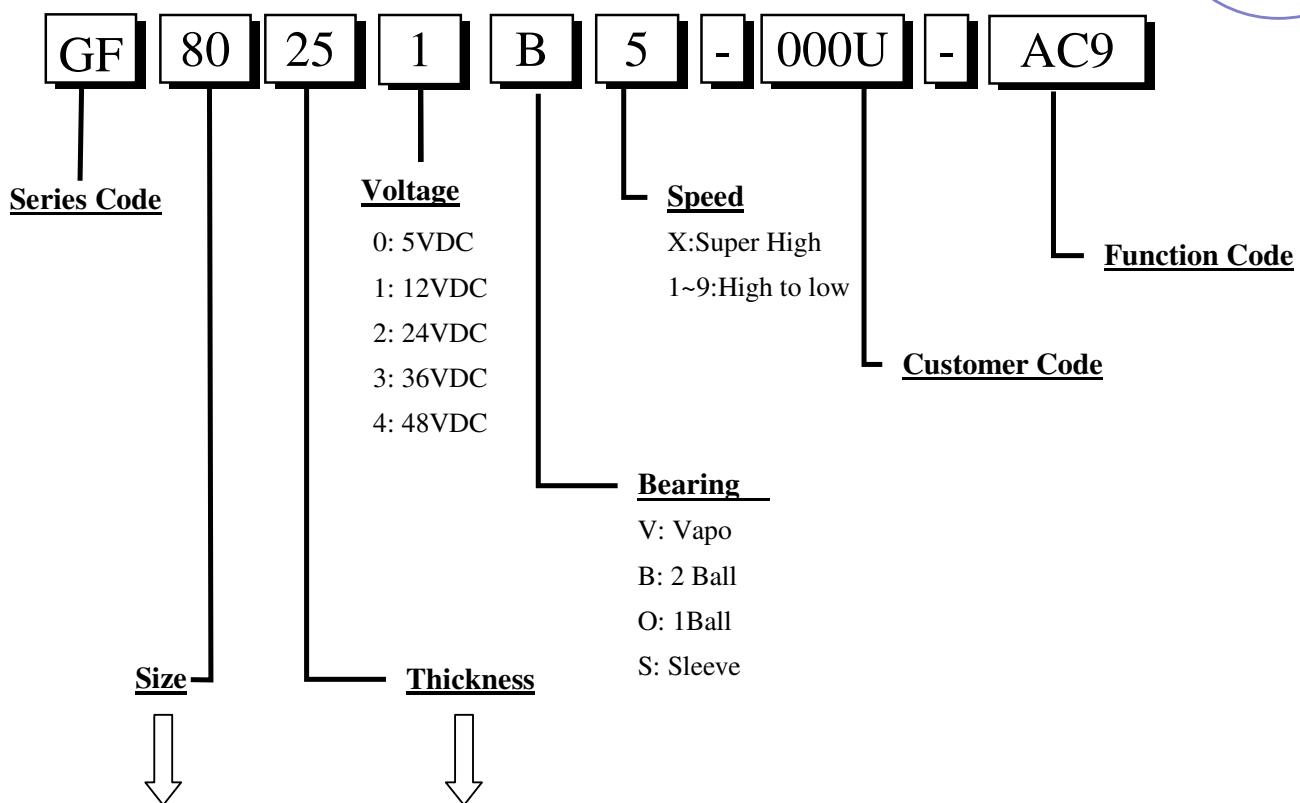 GF 80 25 1 B 5 - 000U - AC9
Series Code
Voltage
0: 5VDC
1: 12VDC
2: 24VDC
3: 36VDC
4: 48VDC
Speed
X:Super High
1~9:High to low
Function Code
Customer Code
Bearing
V: Vapo
B: 2 Ball
O: 1Ball
S: Sleeve
Size
Thickness